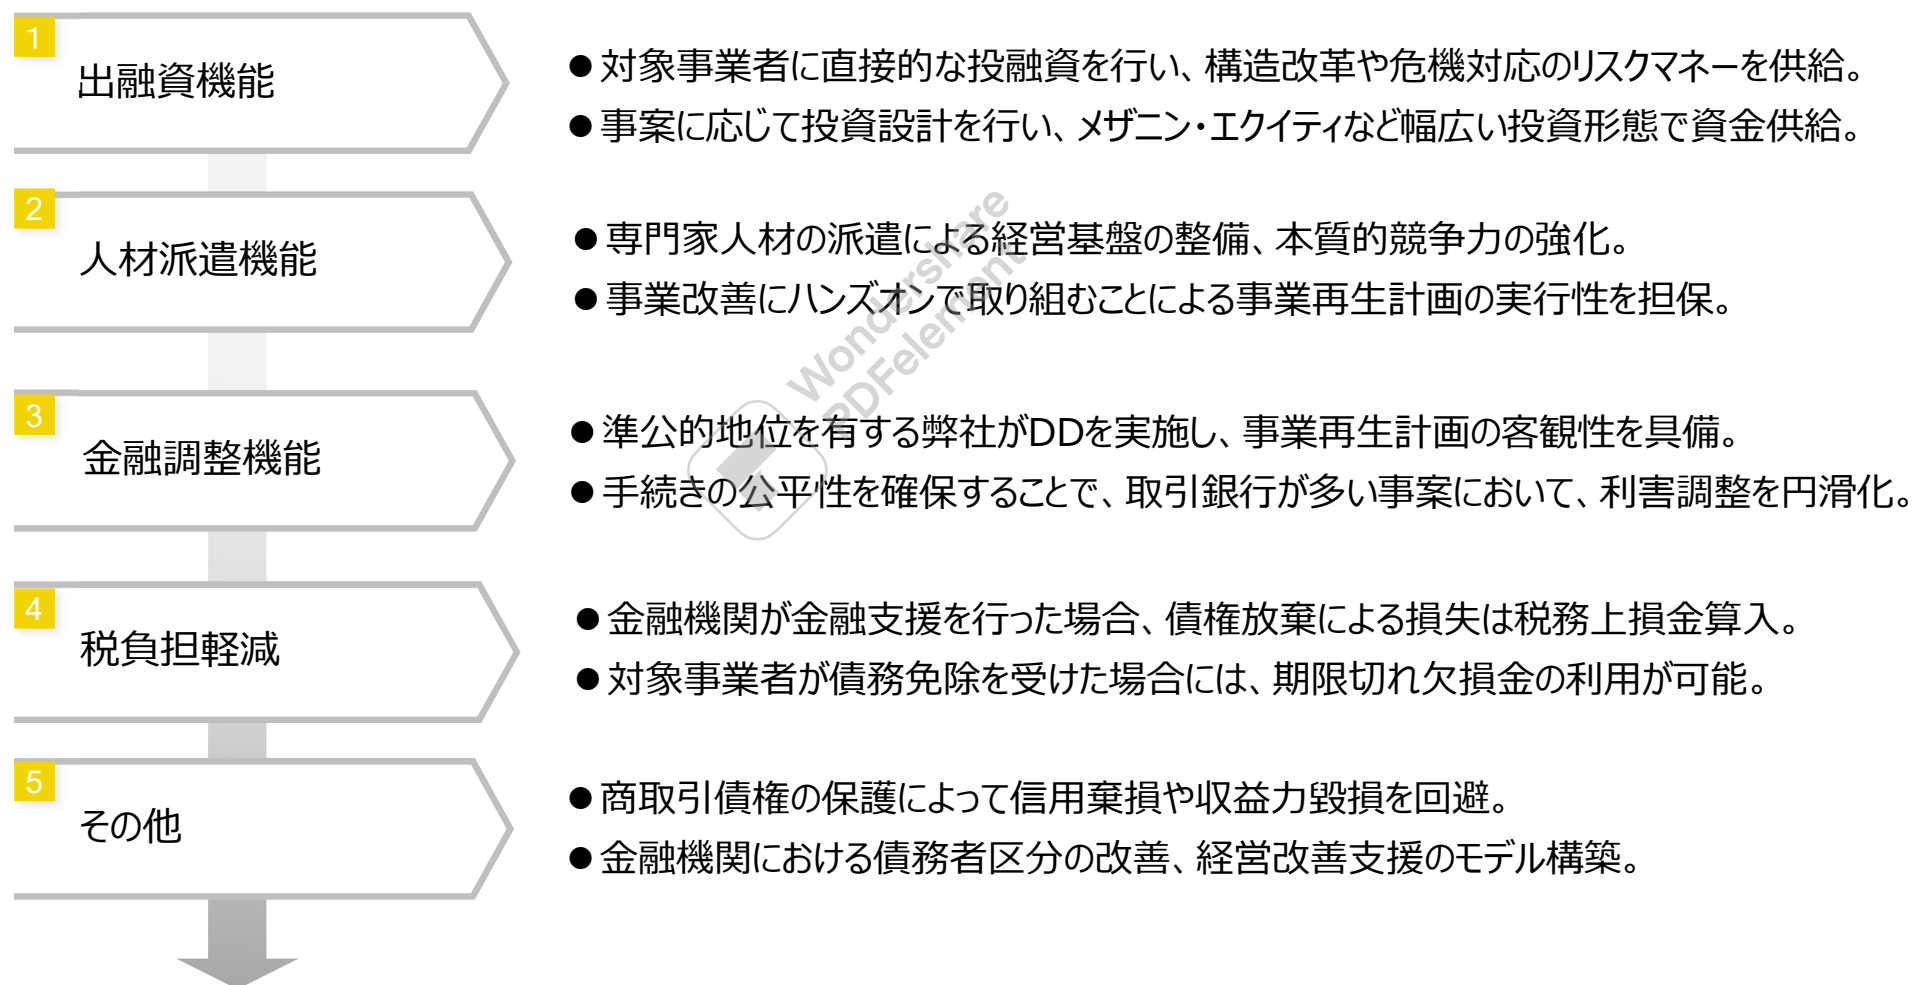 1
出融資機能
●対象事業者に直接的な投融資を行い、構造改革や危機対応のリスクマネーを供給。
●事案に応じて投資設計を行い、メザニン・エクイティなど幅広い投資形態で資金供給。
2
人材派遣機能
●専門家人材の派遣による経営基盤の整備、本質的競争力の強化。
●事業改善にハンズオンで取り組むことによる事業再生計画の実行性を担保。
Wondershare
PDFelement
3
金融調整機能
●準公的地位を有する弊社がDDを実施し、事業再生計画の客観性を具備。
●手続きの公平性を確保することで、取引銀行が多い事案において、利害調整を円滑化。
4
税負担軽減
●金融機関が金融支援を行った場合、債権放棄による損失は税務上損金算入。
●対象事業者が債務免除を受けた場合には、期限切れ欠損金の利用が可能。
5
その他
●商取引債権の保護によって信用棄損や収益力毀損を回避。
●金融機関における債務者区分の改善、経営改善支援のモデル構築。